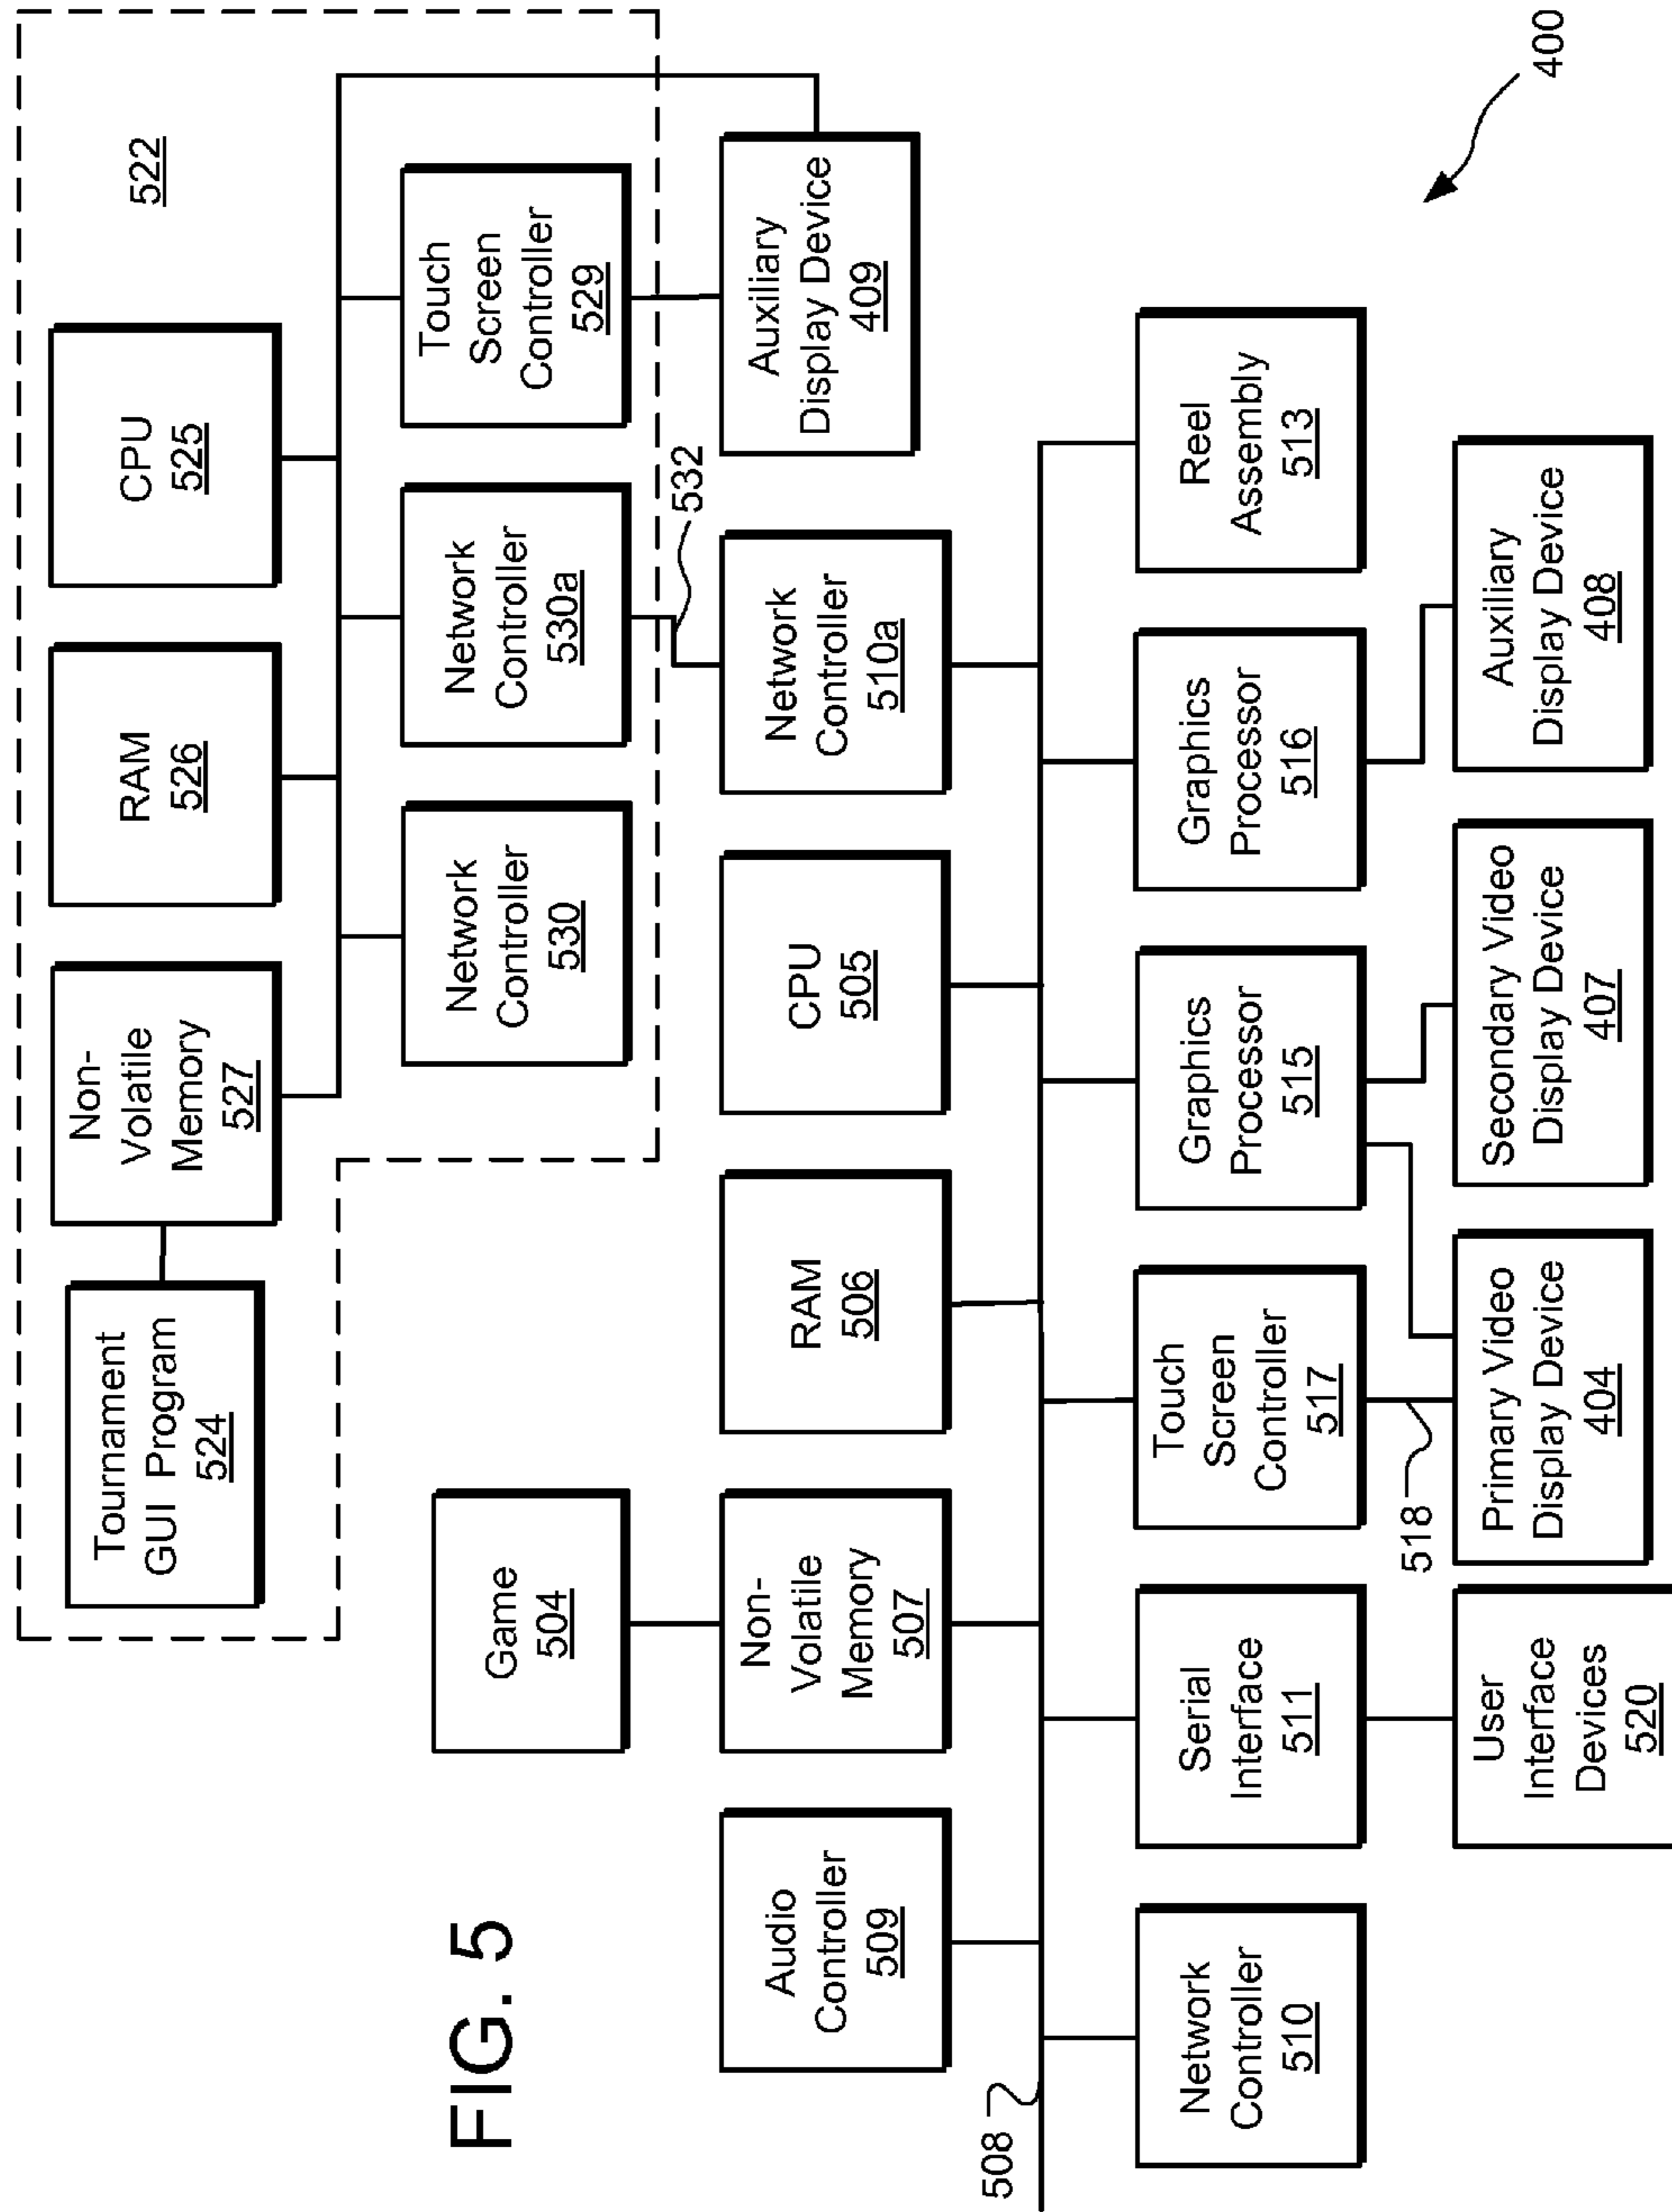 FIG. 5
522
Tournament
GUI Program
524
Non-
Volatile
Memory
527
RAM
526
CPU
525
Network
Controller
530
Network
Controller
530a
Touch
Screen
Controller
529
Game
504
Audio
Controller
509
Non-
Volatile
Memory
507
RAM
506
CPU
505
Network
Controller
510a
532
Auxiliary
Display Device
409
508
Network
Controller
510
Serial
Interface
511
Touch
Screen
Controller
517
Graphics
Processor
515
Graphics
Processor
516
Reel
Assembly
513
518
User
Interface
Devices
520
Primary Video
Display Device
404
Secondary Video
Display Device
407
Auxiliary
Display Device
408
400